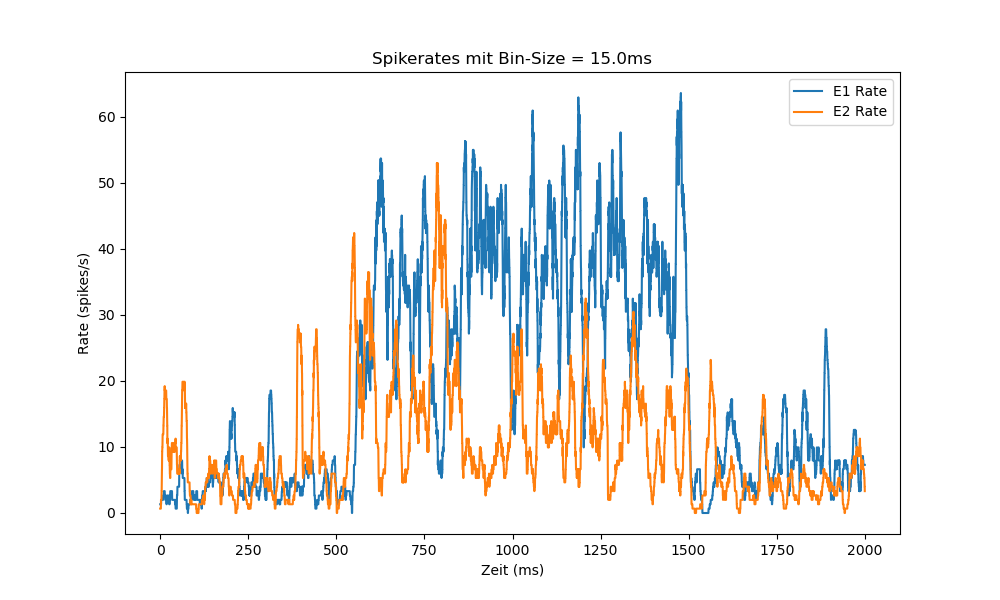 Spikerates mit Bin-Size = 15.0ms
E1 Rate
E2 Rate
60
50
40
30
20
10
0
Rate (spikes/s)
0 250 500 750 1000 1250 1500 1750 2000
Zeit (ms)